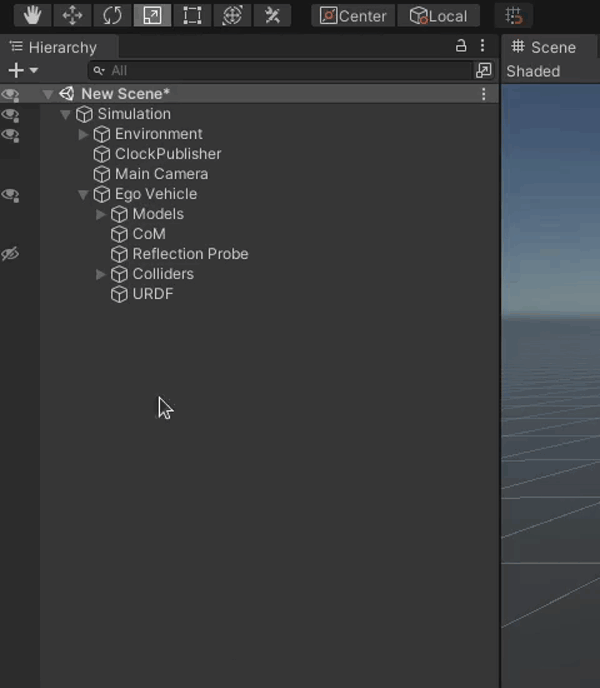 Center Local
Hierarchy Scene
All Shaded
New Scene*
Simulation
Environment
ClockPublisher
Main Camera
Ego Vehicle
Models
CoM
Reflection Probe
Colliders
URDF